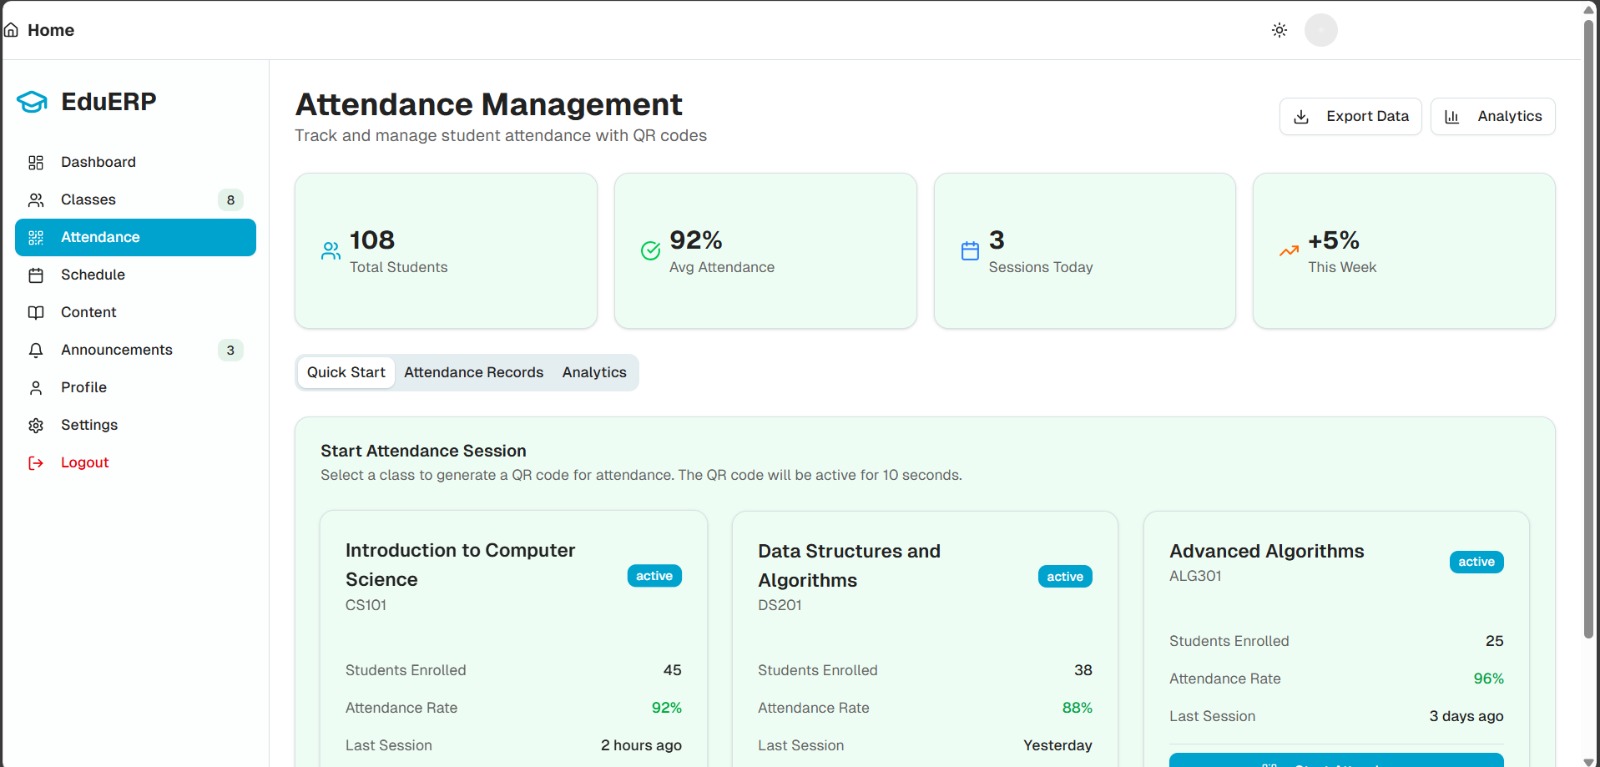 Home
EduERP
Dashboard
Classes 8
Attendance
Schedule
Content
Announcements 3
Profile
Settings
Logout
Attendance Management
Track and manage student attendance with QR codes
Export Data
Analytics
108
Total Students
92%
Avg Attendance
3
Sessions Today
+5%
This Week
Quick Start Attendance Records Analytics
Start Attendance Session
Select a class to generate a QR code for attendance. The QR code will be active for 10 seconds.
Introduction to Computer
Science
active
CS101
Students Enrolled 45
Attendance Rate 92%
Last Session 2 hours ago
Data Structures and
Algorithms
active
DS201
Students Enrolled 38
Attendance Rate 88%
Last Session Yesterday
Advanced Algorithms
active
ALG301
Students Enrolled 25
Attendance Rate 96%
Last Session 3 days ago